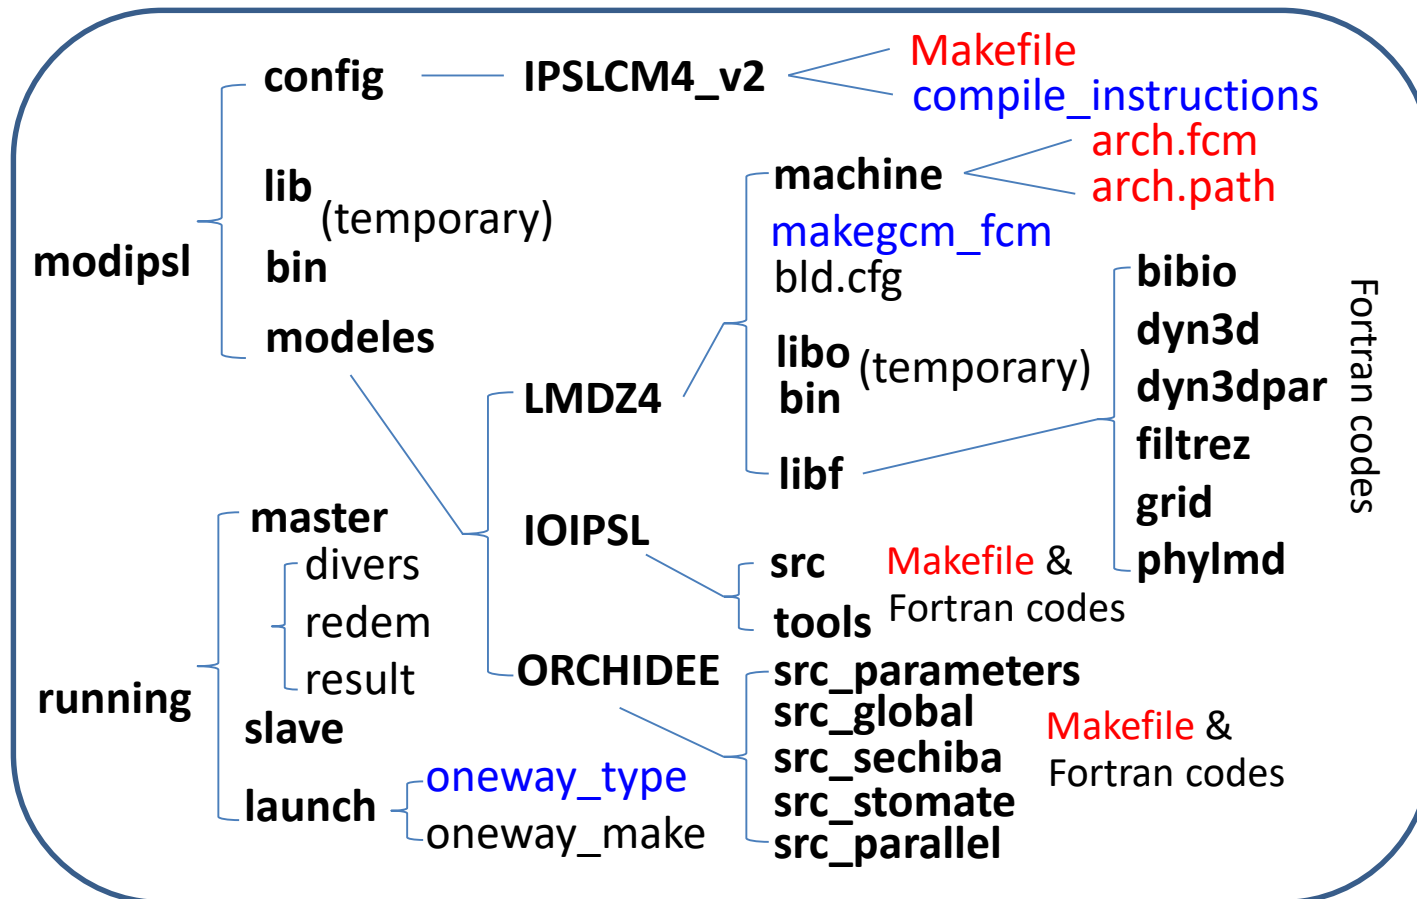 config
IPSLCM4_v2
Makefile
compile_instructions
lib
(temporary)
bin
modipsl
modeles
machine
arch.fcm
arch.path
makegcm_fcm
bld.cfg
libo
(temporary)
bin
LMDZ4
libf
bibio
dyn3d
dyn3dpar
filtrez
grid
phylmd
Fortran codes
IOIPSL
src
tools
Makefile &
Fortran codes
ORCHIDEE
src_parameters
src_global
src_sechiba
src_stomate
src_parallel
Makefile &
Fortran codes
running
master
divers
redem
result
slave
launch
oneway_type
oneway_make